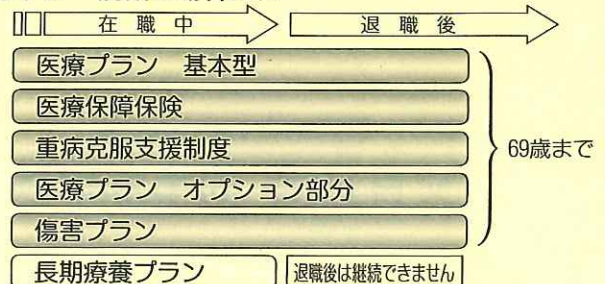 在職中
退職後
医療プラン 基本型
医療保障保険
重病克服支援制度
医療プラン オプション部分
傷害プラン
69歳まで
長期療養プラン
退職後は継続できません